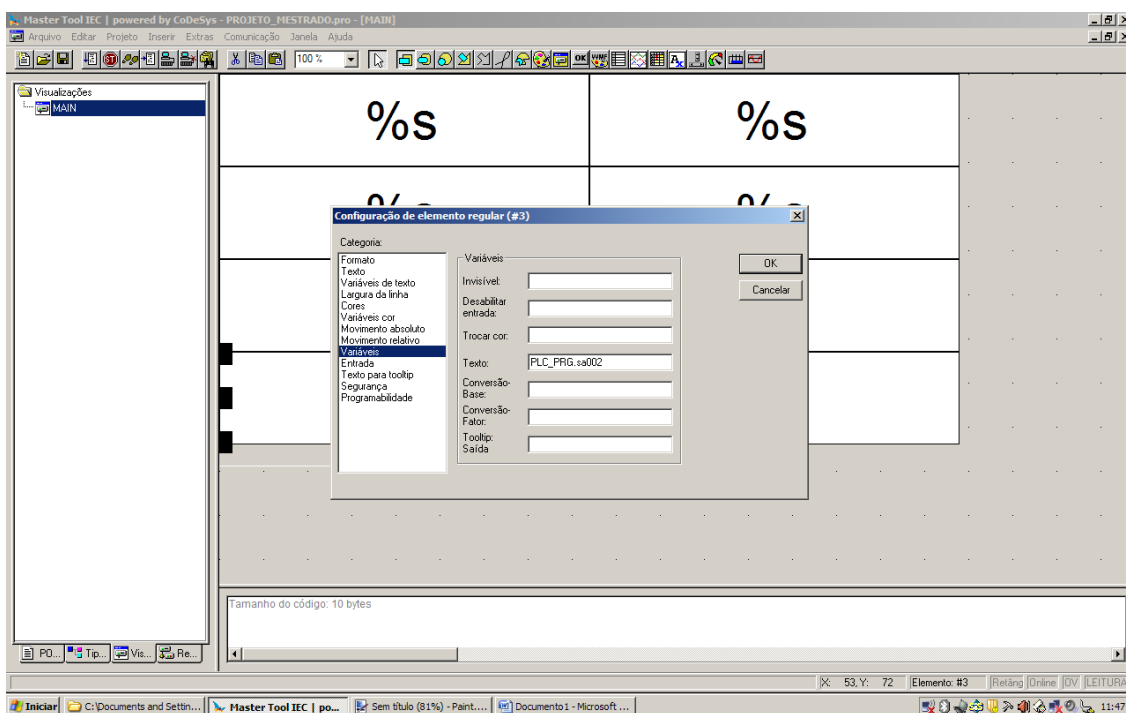 Master Tool IEC | powered by CoDeSys - PROJETO_MESTRADO.pro - [MAIN]
Arquivo Editar Projeto Inserir Extras Comunicação Janela Ajuda
100 %
Visualizações
MAIN
%s %s
Configuração de elemento regular (#3)
Categoria:
Formato
Texto
Variáveis de texto
Largura da linha
Cores
Variáveis cor
Movimento absoluto
Movimento relativo
Variáveis
Entrada
Texto para tooltip
Segurança
Programabilidade
Variáveis
Invisível:
Desabilitar
entrada:
Trocar cor:
Texto: PLC_PRG.sa002
Conversão-
Base:
Conversão-
Fator:
Tooltip:
Saída
OK
Cancelar
Tamanho do código: 10 bytes
PO... Tip... Vis... Re...
X: 53, Y: 72 Elemento: #3 Retâng Online OV LEITURA
Iniciar C:\Documents and Settin... Master Tool IEC | po... Sem título (81%) - Paint.... Documento1 - Microsoft ... 11:47